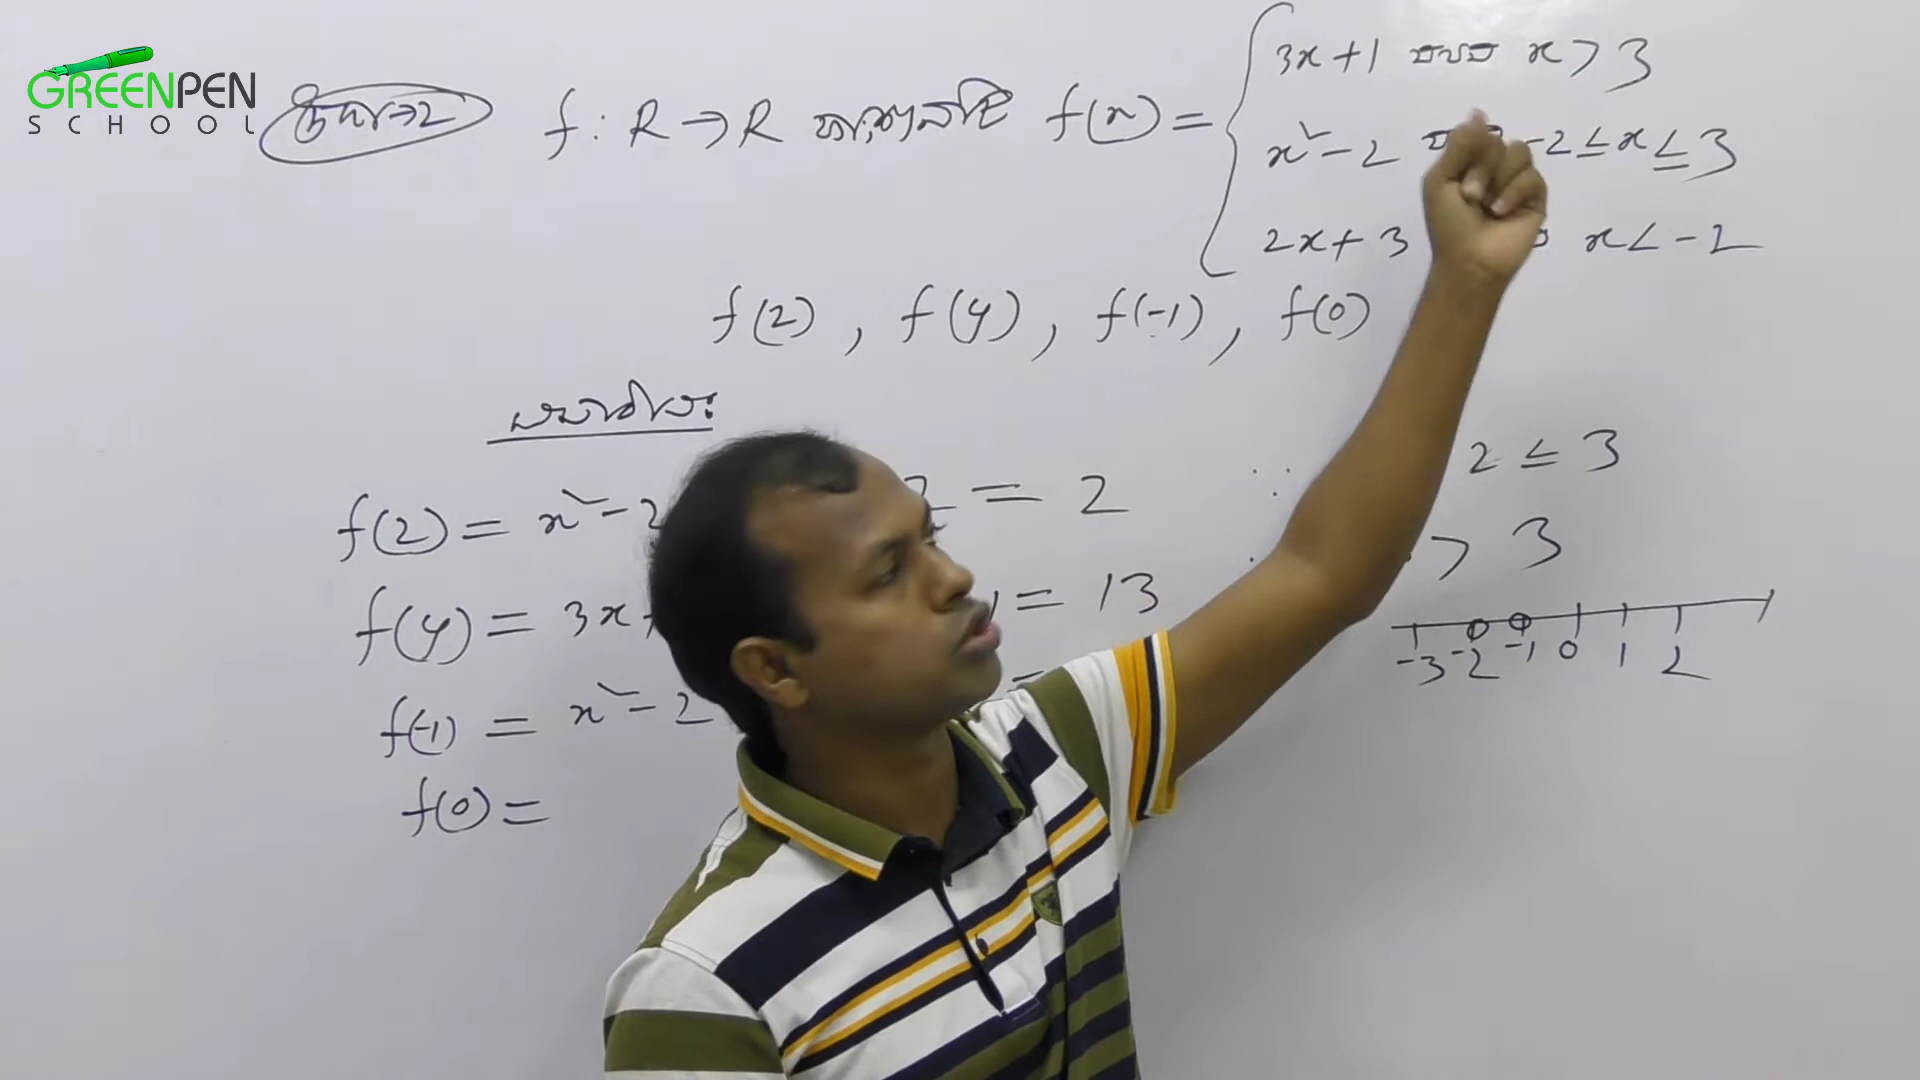 GREENPEN
SCHOOL
উদাঃ→2 f : R → R ফাংশনটি f(x) =
3x+1 যখন x > 3
x²-2 -2 ≤ x ≤ 3
2x+3 x < -2
f(2) , f(4) , f(-1) , f(0)
সমাধান:
f(2) = x²-2 2 = 2 ∵ 2 ≤ 3
f(4) = 3x+ = 13 > 3
f(-1) = x²-2 =
f(0) =
-3 -2 -1 0 1 2